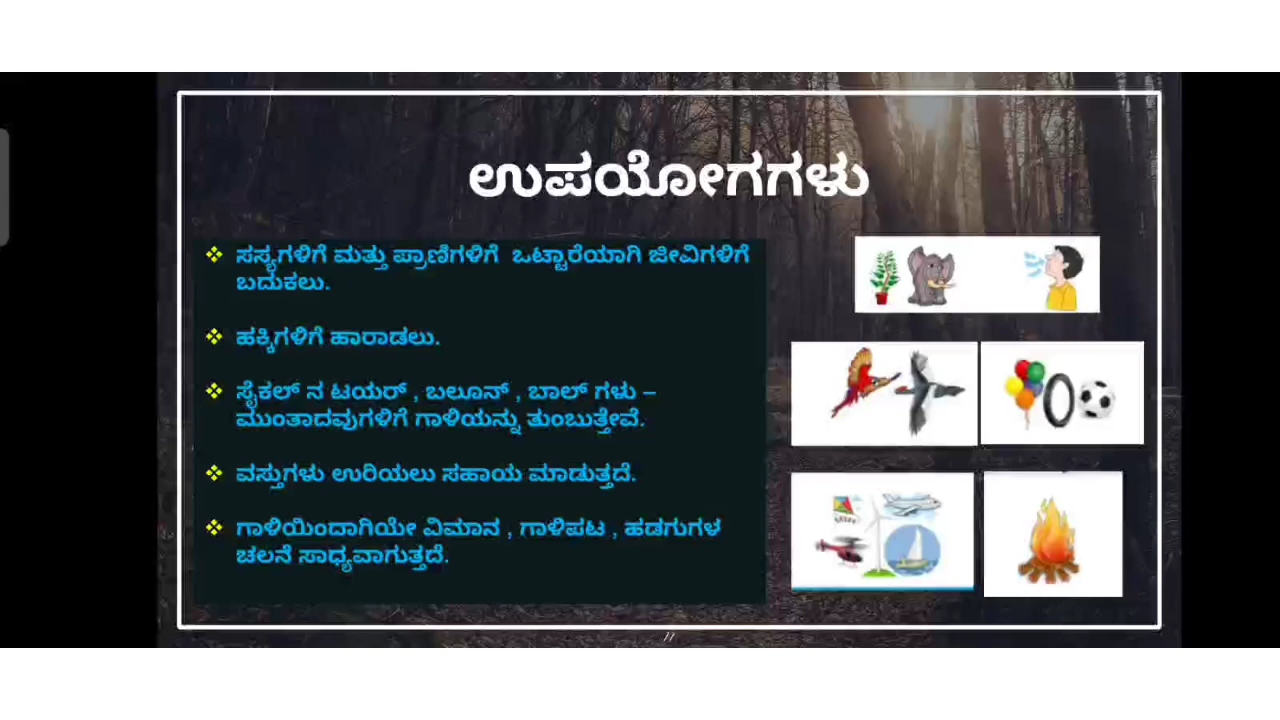 ಉಪಯೋಗಗಳು
❖ ಸಸ್ಯಗಳಿಗೆ ಮತ್ತು ಪ್ರಾಣಿಗಳಿಗೆ ಒಟ್ಟಾರೆಯಾಗಿ ಜೀವಿಗಳಿಗೆ
ಬದುಕಲು.
❖ ಹಕ್ಕಿಗಳಿಗೆ ಹಾರಾಡಲು.
❖ ಸೈಕಲ್ ನ ಟಯರ್ , ಬಲೂನ್ , ಬಾಲ್ ಗಳು –
ಮುಂತಾದವುಗಳಿಗೆ ಗಾಳಿಯನ್ನು ತುಂಬುತ್ತೇವೆ.
❖ ವಸ್ತುಗಳು ಉರಿಯಲು ಸಹಾಯ ಮಾಡುತ್ತದೆ.
❖ ಗಾಳಿಯಿಂದಾಗಿಯೇ ವಿಮಾನ , ಗಾಳಿಪಟ , ಹಡಗುಗಳ
ಚಲನೆ ಸಾಧ್ಯವಾಗುತ್ತದೆ.